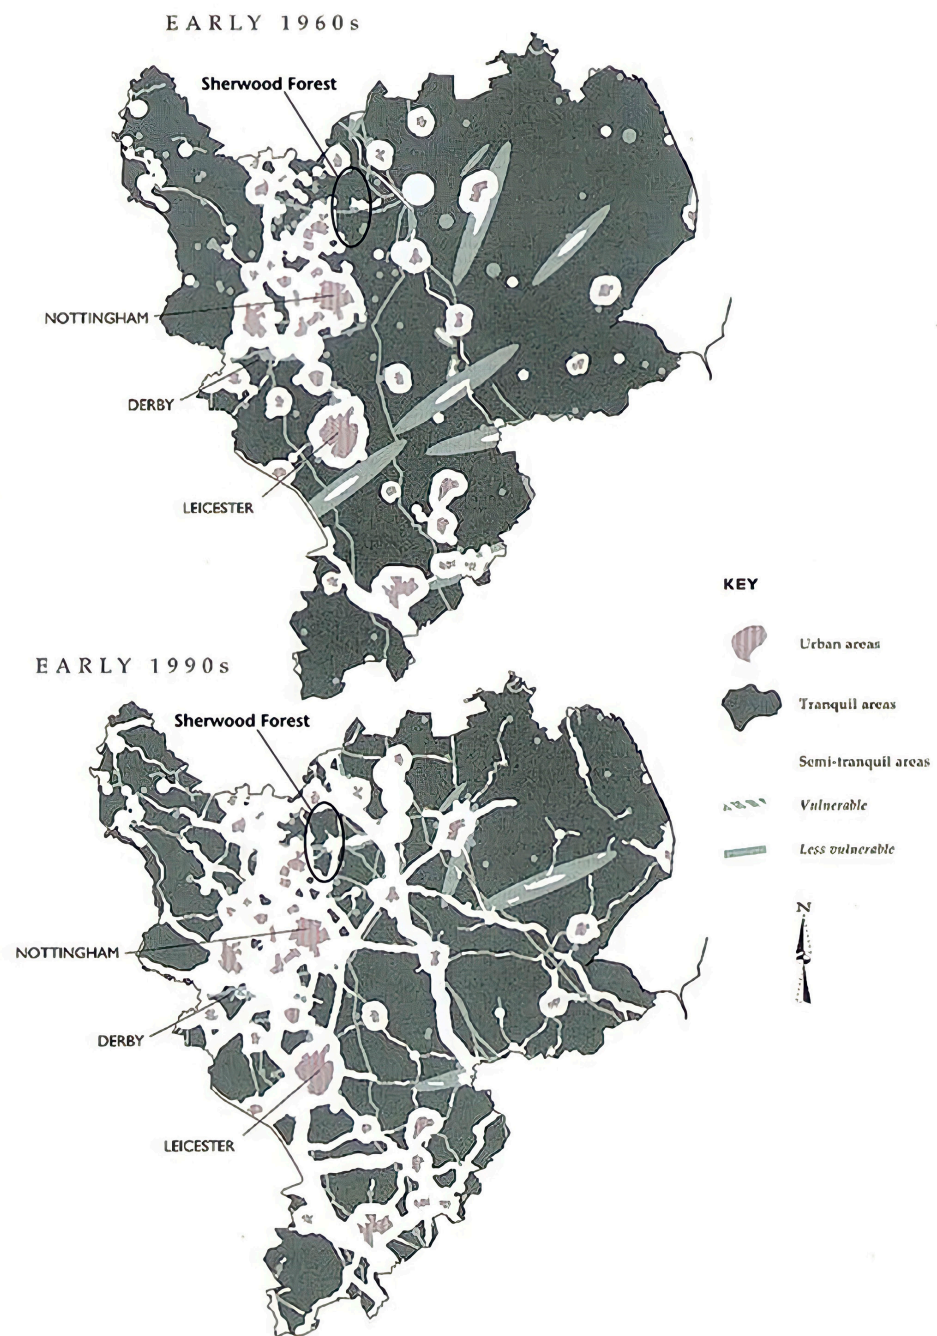 EARLY 1960s
Sherwood Forest
NOTTINGHAM
DERBY
LEICESTER
KEY
Urban areas
Tranquil areas
Semi-tranquil areas
Vulnerable
Less vulnerable
N
EARLY 1990s
Sherwood Forest
NOTTINGHAM
DERBY
LEICESTER